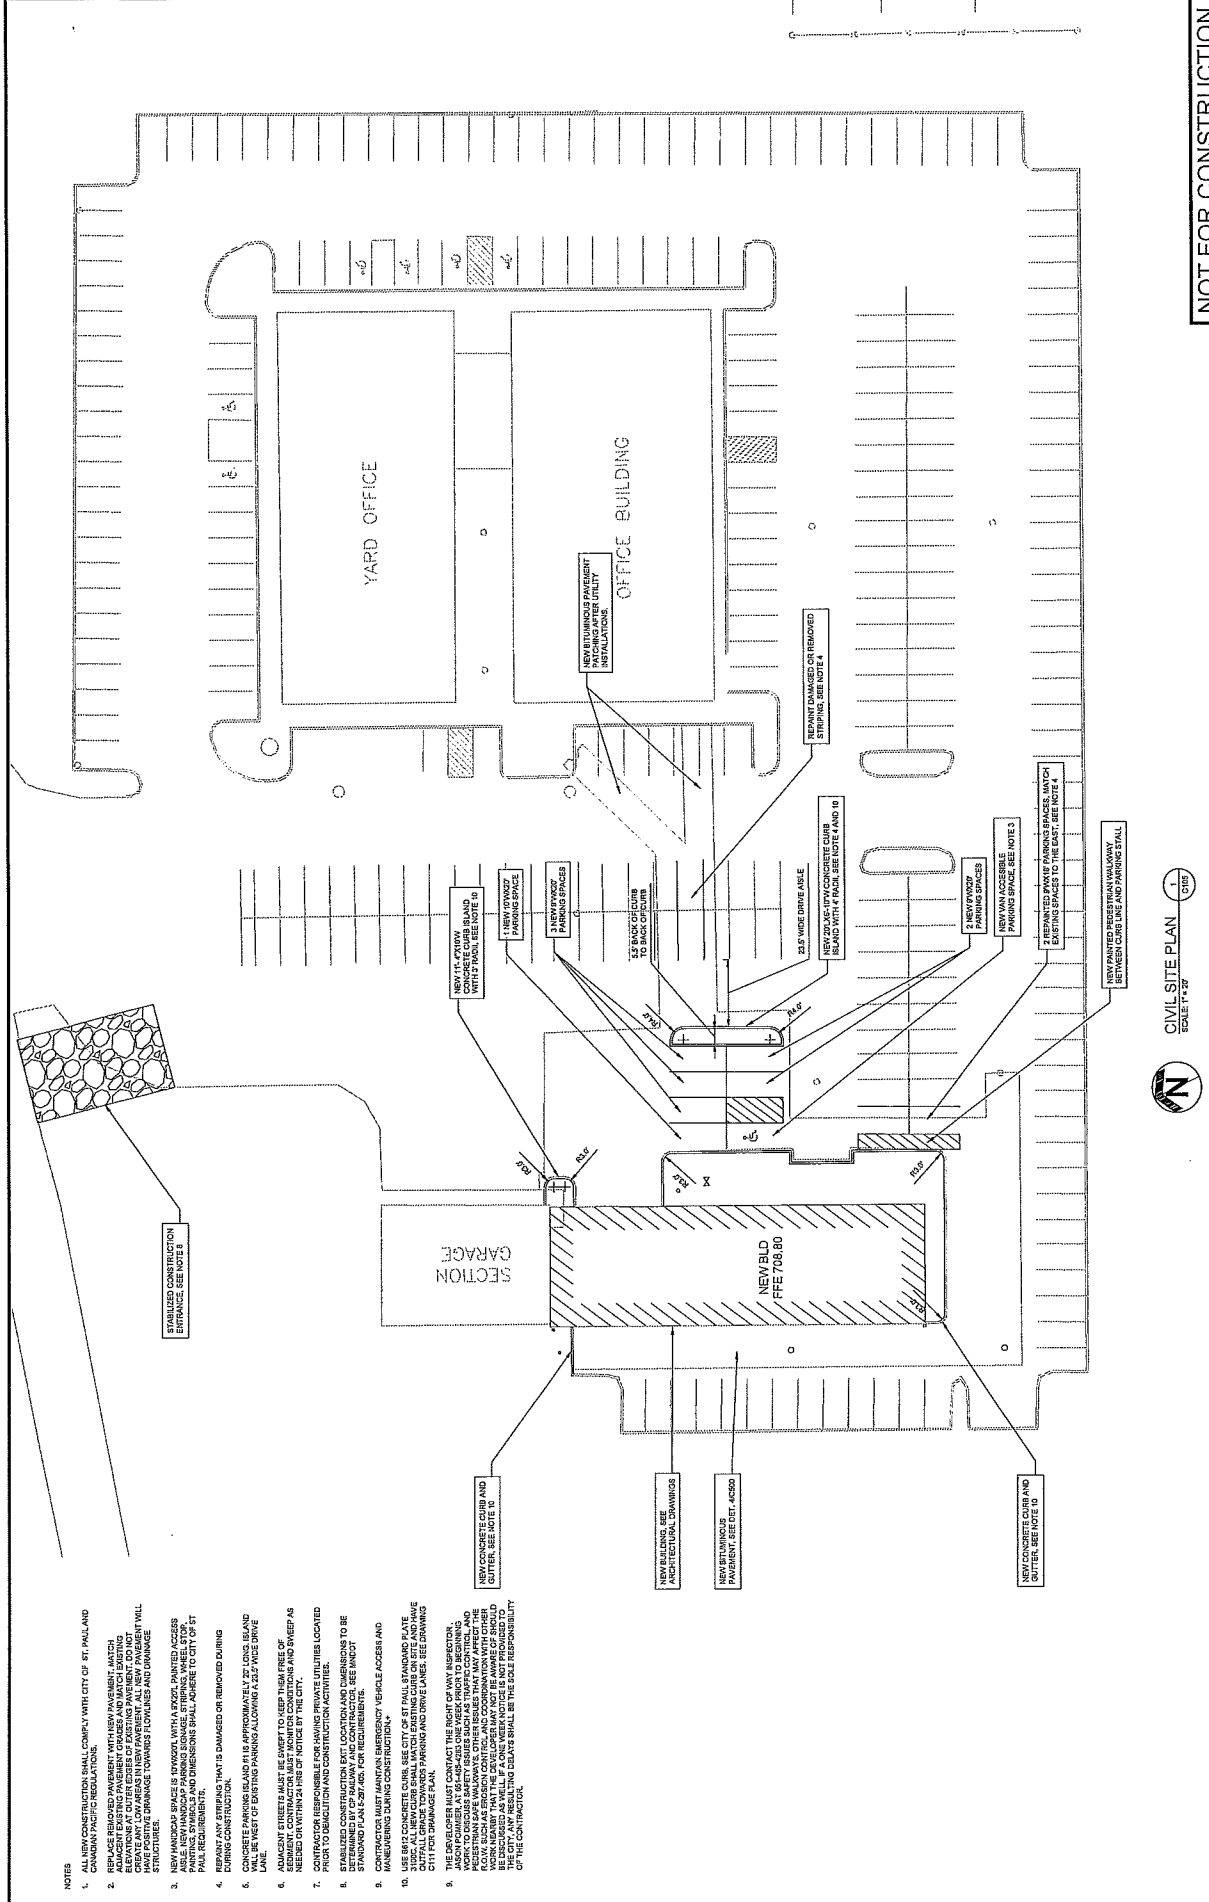 NOTES
1. ALL NEW CONSTRUCTION SHALL COMPLY WITH CITY OF ST. PAUL AND
CANADIAN PACIFIC REGULATIONS.
2. REPLACE REMOVED PAVEMENT WITH NEW PAVEMENT. MATCH
ADJACENT EXISTING PAVEMENT GRADES AND MATCH EXISTING
ELEVATIONS AT OUTER EDGES OF EXISTING PAVEMENT. DO NOT
CREATE ANY LOW AREAS IN NEW PAVEMENT. ALL NEW PAVEMENT WILL
HAVE POSITIVE DRAINAGE TOWARDS FLOWLINES AND DRAINAGE
STRUCTURES.
3. NEW HANDICAP SPACE IS 10'WX20'L WITH A 9'X20'L PAINTED ACCESS
AISLE. NEW HANDICAP PARKING SIGNAGE, STRIPING, WHEEL STOP,
PAINTING, SYMBOLS AND DIMENSIONS SHALL ADHERE TO CITY OF ST
PAUL REQUIREMENTS.
4. REPAINT ANY STRIPING THAT IS DAMAGED OR REMOVED DURING
DURING CONSTRUCTION.
5. CONCRETE PARKING ISLAND #1 IS APPROXIMATELY 20' LONG. ISLAND
WILL BE WEST OF EXISTING PARKING ALLOWING A 23.5' WIDE DRIVE
LANE.
6. ADJACENT STREETS MUST BE SWEPT TO KEEP THEM FREE OF
SEDIMENT. CONTRACTOR MUST MONITOR CONDITIONS AND SWEEP AS
NEEDED OR WITHIN 24 HRS OF NOTICE BY THE CITY.
7. CONTRACTOR RESPONSIBLE FOR HAVING PRIVATE UTILITIES LOCATED
PRIOR TO DEMOLITION AND CONSTRUCTION ACTIVITIES.
8. STABILIZED CONSTRUCTION EXIT LOCATION AND DIMENSIONS TO BE
DETERMINED BY CP RAILWAY AND CONTRACTOR, SEE MNDOT
STANDARD PLAN 5-297.405, FOR REQUIREMENTS.
9. CONTRACTOR MUST MAINTAIN EMERGENCY VEHICLE ACCESS AND
MANEUVERING DURING CONSTRUCTION.+
10. USE B612 CONCRETE CURB, SEE CITY OF ST PAUL STANDARD PLATE
3100C. ALL NEW CURB SHALL MATCH EXISTING CURB ON SITE AND HAVE
OUTFALL GRADE TOWARDS PARKING AND DRIVE LANES. SEE DRAWING
C111 FOR DRAINAGE PLAN.
9. THE DEVELOPER MUST CONTACT THE RIGHT OF WAY INSPECTOR,
JASON POMMIER, AT 651-485-4263 ONE WEEK PRIOR TO BEGINNING
WORK TO DISCUSS SAFETY ISSUES SUCH AS TRAFFIC CONTROL, AND
PEDESTRIAN SAFE WALKWAYS. OTHER ISSUES THAT MAY AFFECT THE
R.O.W. SUCH AS EROSION CONTROL, AND COORDINATION WITH OTHER
WORK NEARBY THAT THE DEVELOPER MAY NOT BE AWARE OF SHOULD
BE DISCUSSED AS WELL. IF A ONE WEEK NOTICE IS NOT PROVIDED TO
THE CITY, ANY RESULTING DELAYS SHALL BE THE SOLE RESPONSIBILITY
OF THE CONTRACTOR.
STABILIZED CONSTRUCTION
ENTRANCE, SEE NOTE 8
NEW CONCRETE CURB AND
GUTTER, SEE NOTE 10
NEW BUILDING, SEE
ARCHITECTURAL DRAWINGS
NEW BITUMINOUS
PAVEMENT, SEE DET. 4/C500
NEW CONCRETE CURB AND
GUTTER, SEE NOTE 10
SECTION
GARAGE
NEW BLD
FFE 708.80
R3.0'
R3.0'
R3.0'
R3.0'
R4.0'
R4.0'
NEW 11'-4"X10'W
CONCRETE CURB ISLAND
WITH 3' RADII, SEE NOTE 10
1 NEW 10'WX20'
PARKING SPACE
3 NEW 9'WX20'
PARKING SPACES
5.5' BACK OF CURB
TO BACK OF CURB
23.5' WIDE DRIVE AISLE
NEW 20'LX6'-10"W CONCRETE CURB
ISLAND WITH 4' RADII, SEE NOTE 4 AND 10
2 NEW 9'WX20'
PARKING SPACES
NEW VAN ACCESIBLE
PARKING SPACE, SEE NOTE 3
2 REPAINTED 9'WX18' PARKING SPACES, MATCH
EXISTING SPACES TO THE EAST, SEE NOTE 4
NEW PAINTED PEDESTRIAN WALKWAY
BETWEEN CURB LINE AND PARKING STALL
NEW BITUMINOUS PAVEMENT
PATCHING AFTER UTILITY
INSTALLATIONS.
REPAINT DAMAGED OR REMOVED
STRIPING, SEE NOTE 4
YARD OFFICE
OFFICE BUILDING
N
CIVIL SITE PLAN
SCALE: 1" = 20'
1
C105
NOT FOR CONSTRUCTION